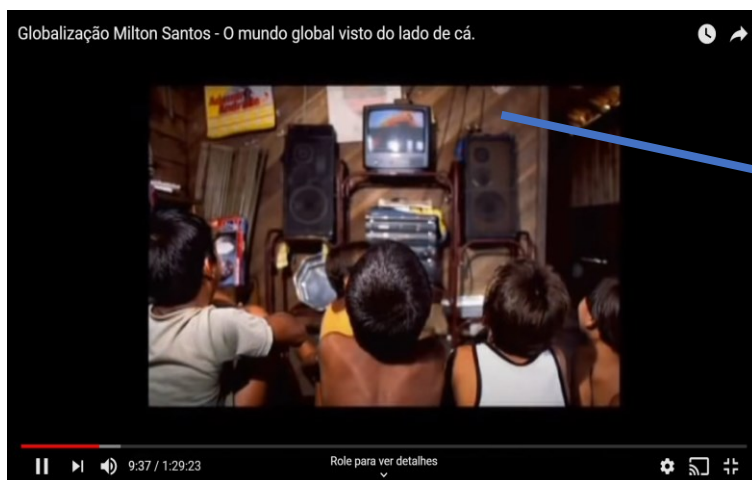 Globalização Milton Santos - O mundo global visto do lado de cá.
9:37 / 1:29:23
Role para ver detalhes